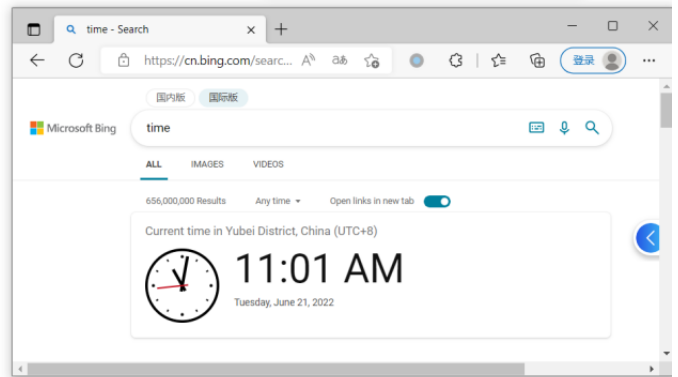 time - Search
https://cn.bing.com/searc...
登录
国内版 国际版
Microsoft Bing
time
ALL IMAGES VIDEOS
656,000,000 Results Any time Open links in new tab
Current time in Yubei District, China (UTC+8)
11:01 AM
Tuesday, June 21, 2022